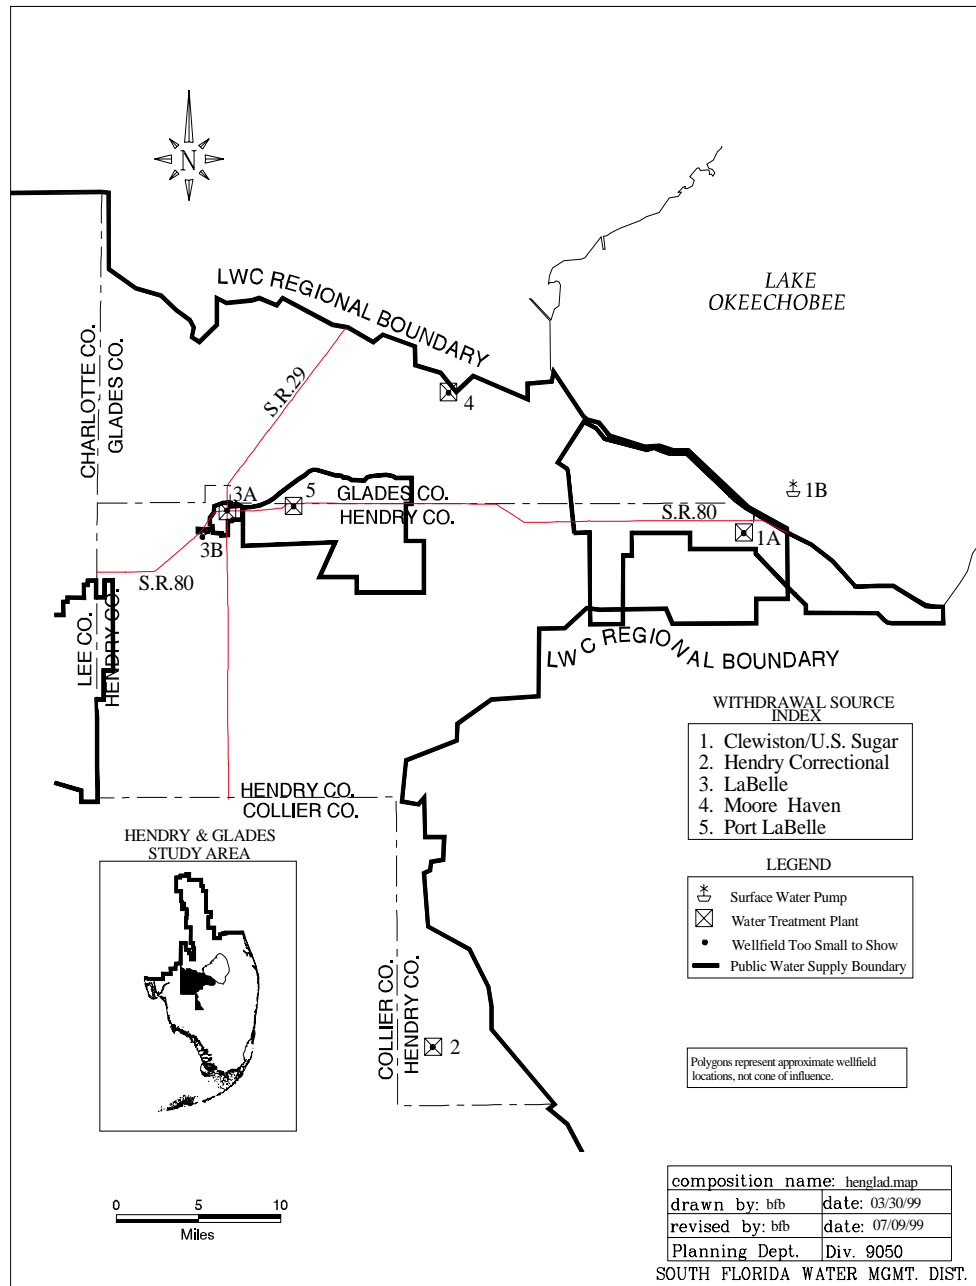 N
LAKE
OKEECHOBEE
LWC REGIONAL BOUNDARY
CHARLOTTE CO.
GLADES CO.
S.R.29
4
3A
5
GLADES CO.
HENDRY CO.
1B
S.R.80
1A
3B
S.R.80
LEE CO.
HENDRY CO.
LWC REGIONAL BOUNDARY
WITHDRAWAL SOURCE
INDEX
1. Clewiston/U.S. Sugar
2. Hendry Correctional
3. LaBelle
4. Moore Haven
5. Port LaBelle
HENDRY CO.
COLLIER CO.
HENDRY & GLADES
STUDY AREA
LEGEND
Surface Water Pump
Water Treatment Plant
Wellfield Too Small to Show
Public Water Supply Boundary
COLLIER CO.
HENDRY CO.
2
Polygons represent approximate wellfield
locations, not cone of influence.
0 5 10
Miles
composition name: henglad.map
drawn by: bfb date: 03/30/99
revised by: bfb date: 07/09/99
Planning Dept. Div. 9050
SOUTH FLORIDA WATER MGMT. DIST.